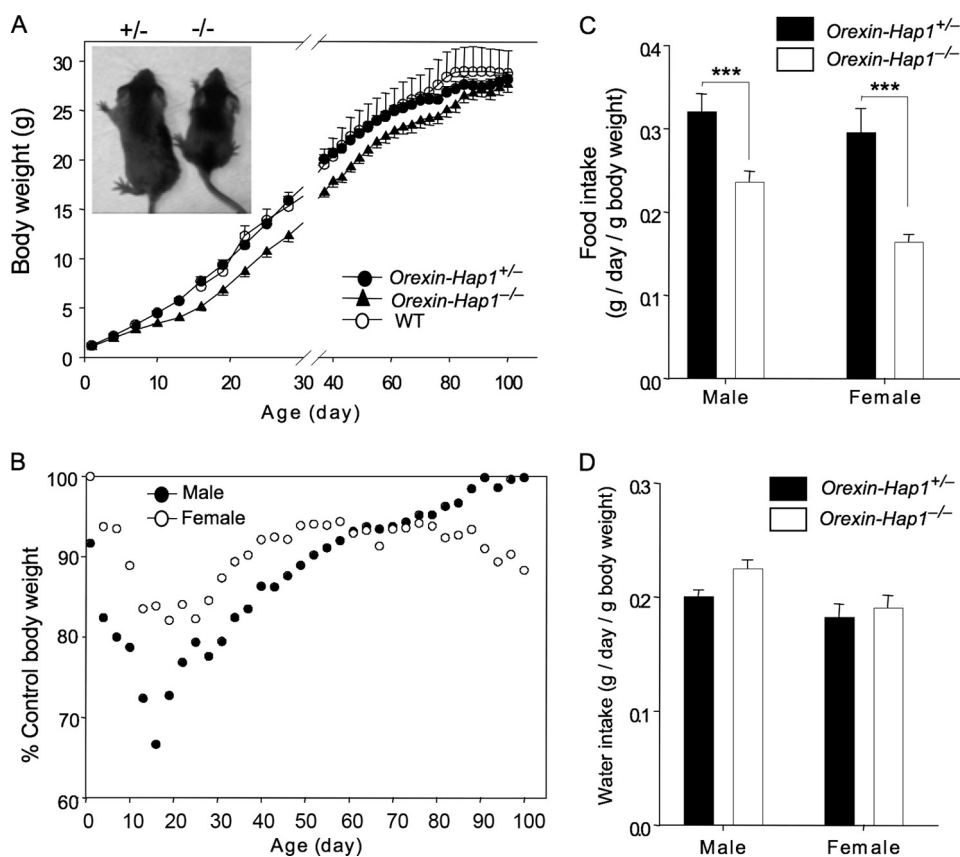 A
+/-
-/-
Body weight (g)
30
25
20
15
10
5
0
Orexin-Hap1+/–
Orexin-Hap1–/–
WT
0 10 20 30 40 60 80 100
Age (day)
B
% Control body weight
100
90
80
70
60
Male
Female
0 10 20 30 40 50 60 70 80 90 100
Age (day)
C
Orexin-Hap1+/–
Orexin-Hap1–/–
Food intake
(g / day / g body weight)
0.4
0.3
0.2
0.1
0.0
***
***
Male Female
D
Orexin-Hap1+/–
Orexin-Hap1–/–
Water intake (g / day / g body weight)
0.3
0.2
0.1
0.0
Male Female